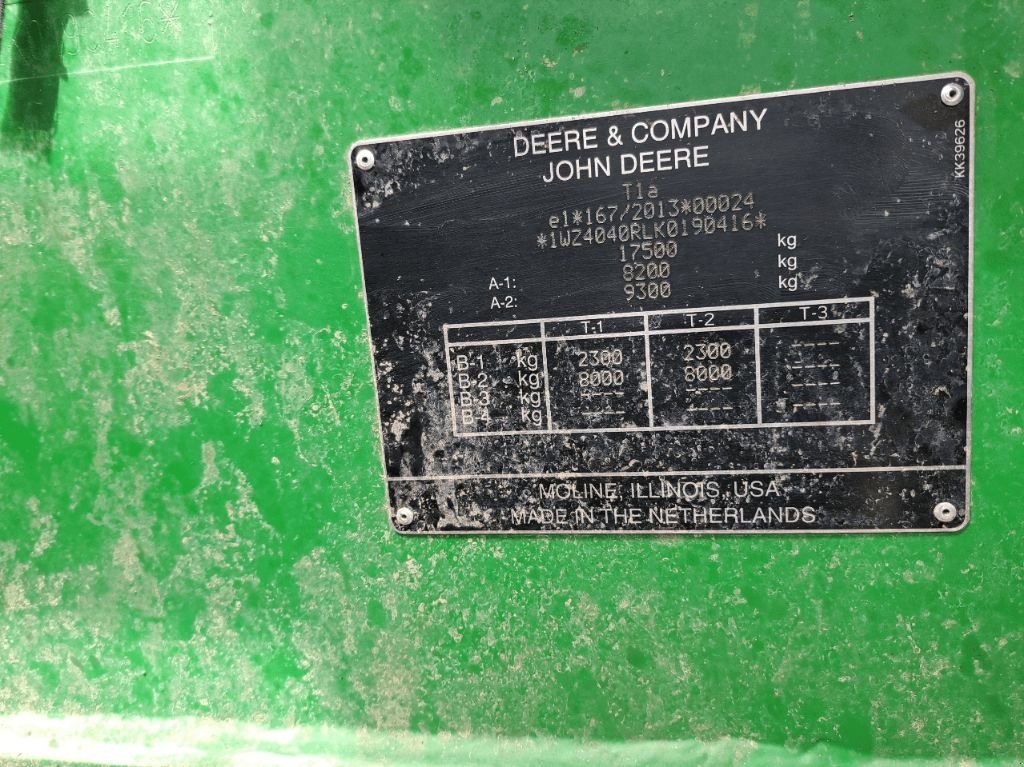 DEERE & COMPANY
JOHN DEERE
KK39626
T1a
e1*167/2013*00024
*1WZ4040RLK0190416*
17500 kg
A-1: 8200 kg
A-2: 9300 kg
T-1 T-2 T-3
B-1 kg 2300 2300 ----
B-2 kg 8000 8000 ----
B-3 kg ---- ---- ----
B-4 kg ---- ---- ----
MOLINE, ILLINOIS, USA
MADE IN THE NETHERLANDS